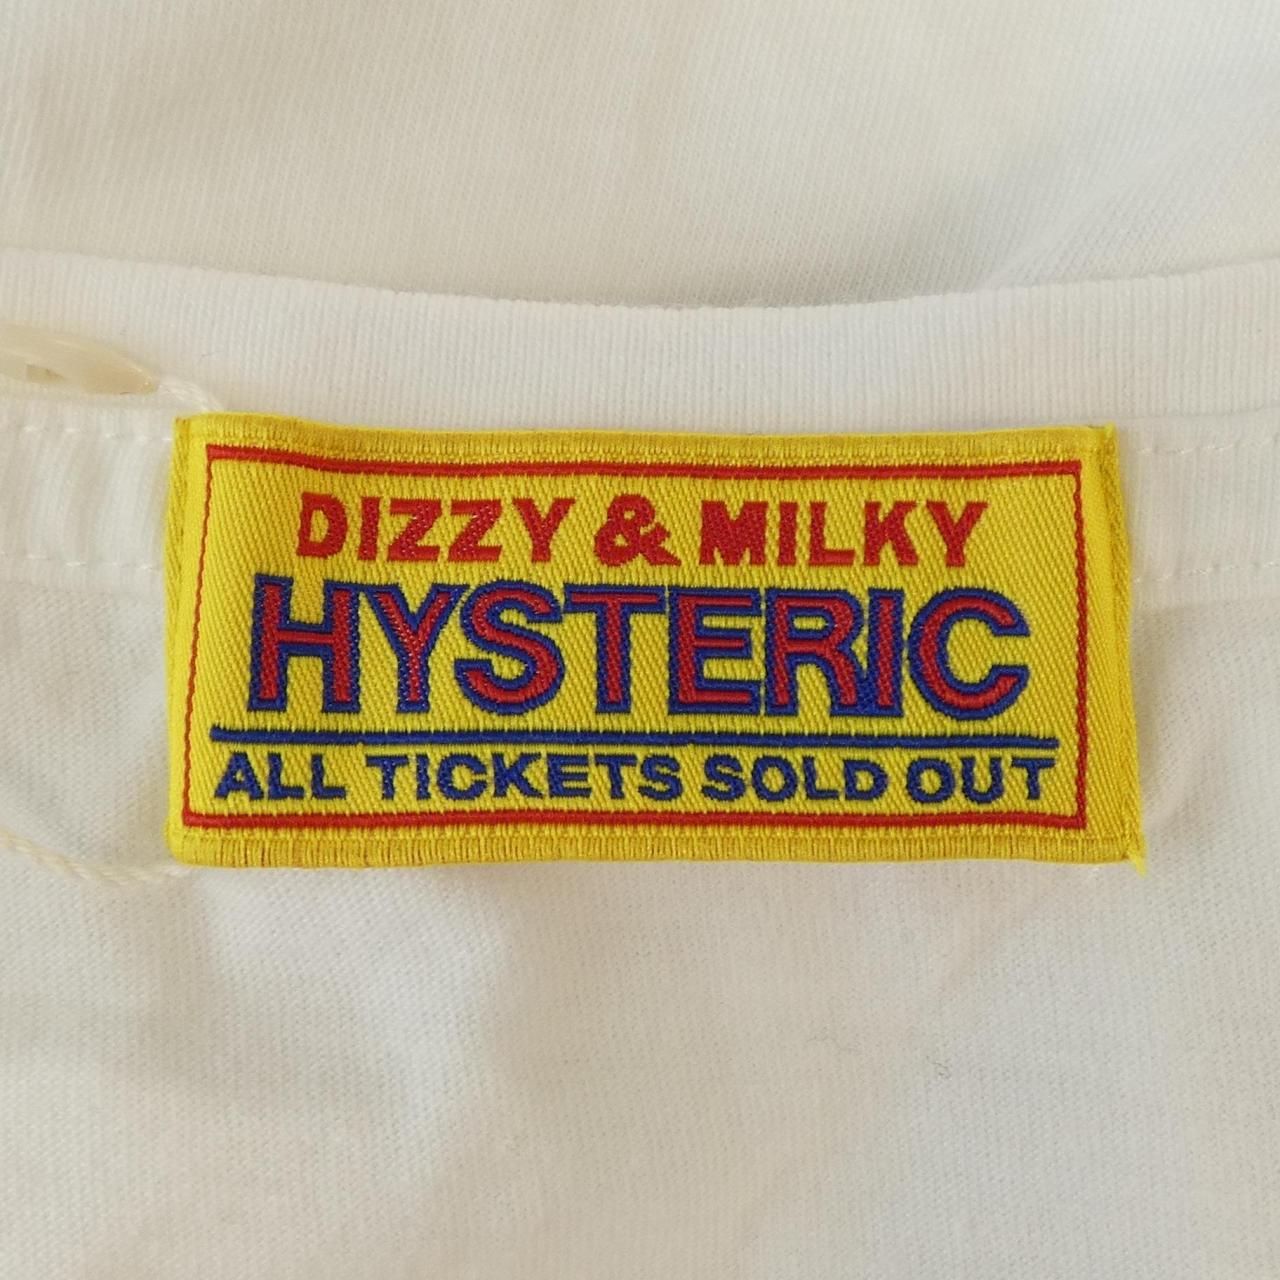 DIZZY & MILKY
HYSTERIC
ALL TICKETS SOLD OUT